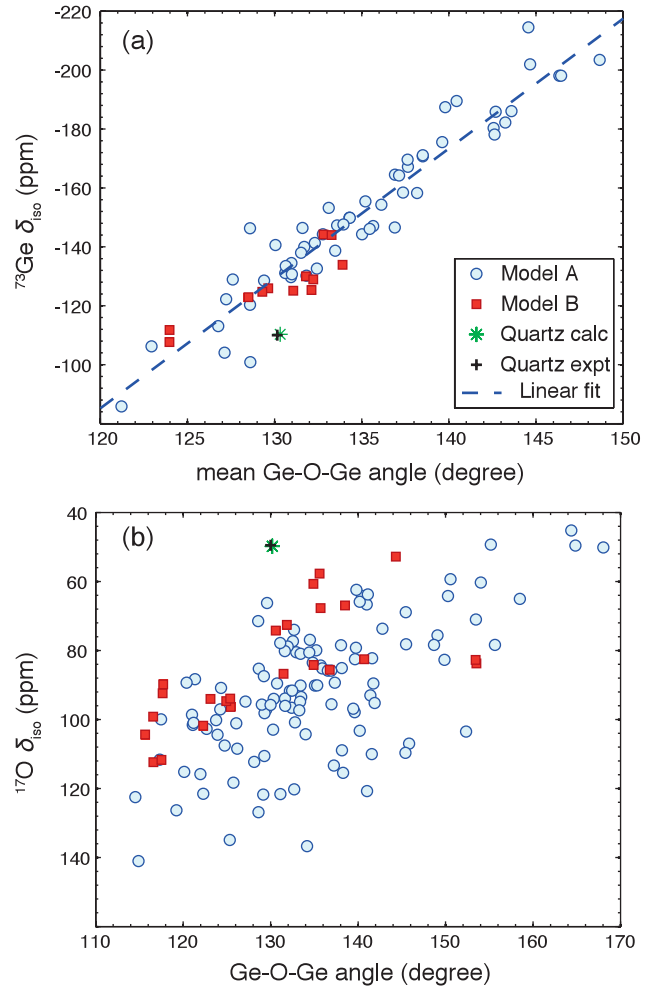 (a)
-220
-200
-180
-160
-140
-120
-100
73Ge δiso (ppm)
Model A
Model B
Quartz calc
Quartz expt
Linear fit
120 125 130 135 140 145 150
mean Ge-O-Ge angle (degree)
(b)
40
60
80
100
120
140
17O δiso (ppm)
110 120 130 140 150 160 170
Ge-O-Ge angle (degree)